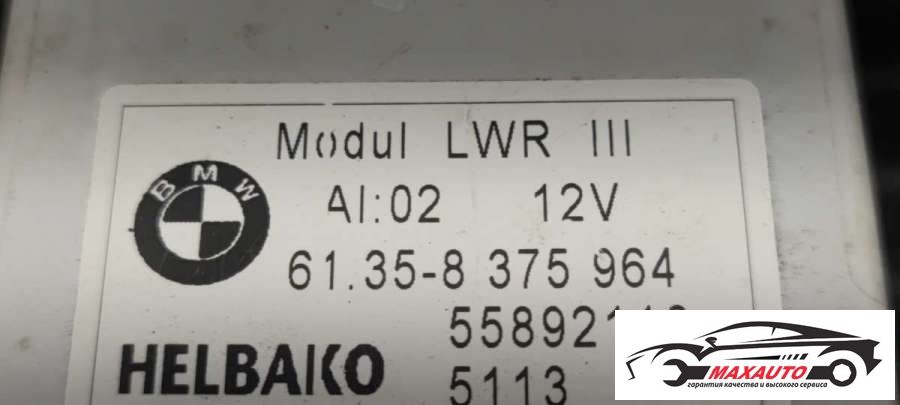 Modul LWR III
BMW
AI:02 12V
61.35-8 375 964
HELBAKO
5113
MAXAUTO
гарантия качества и высокого сервиса